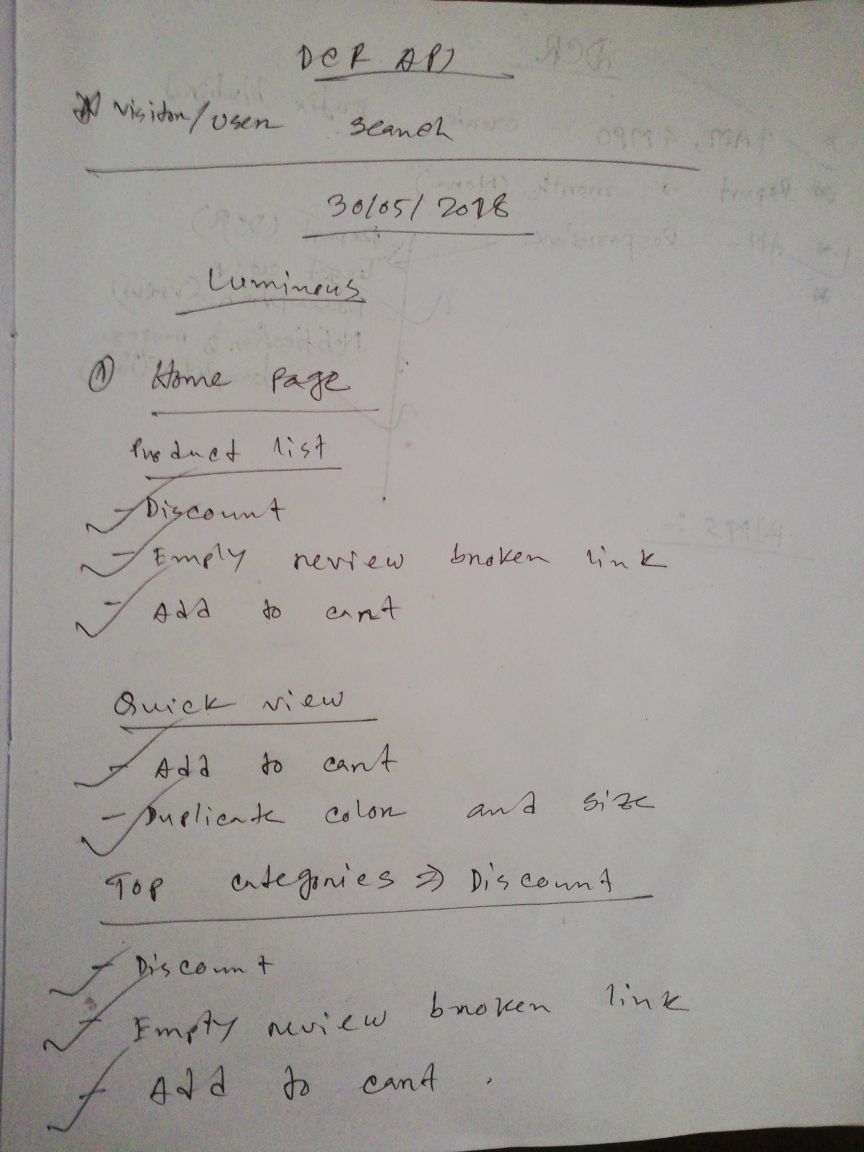 DCR API
Visitor/user search
30/05/2018
Luminous
① Home page
Product list
- Discount
- Emply review broken link
- Add to cart
Quick view
- Add to cart
- Duplicate color and size
Top categories ⇒ Discount
- Discount
- Empty review broken link
- Add to cart.